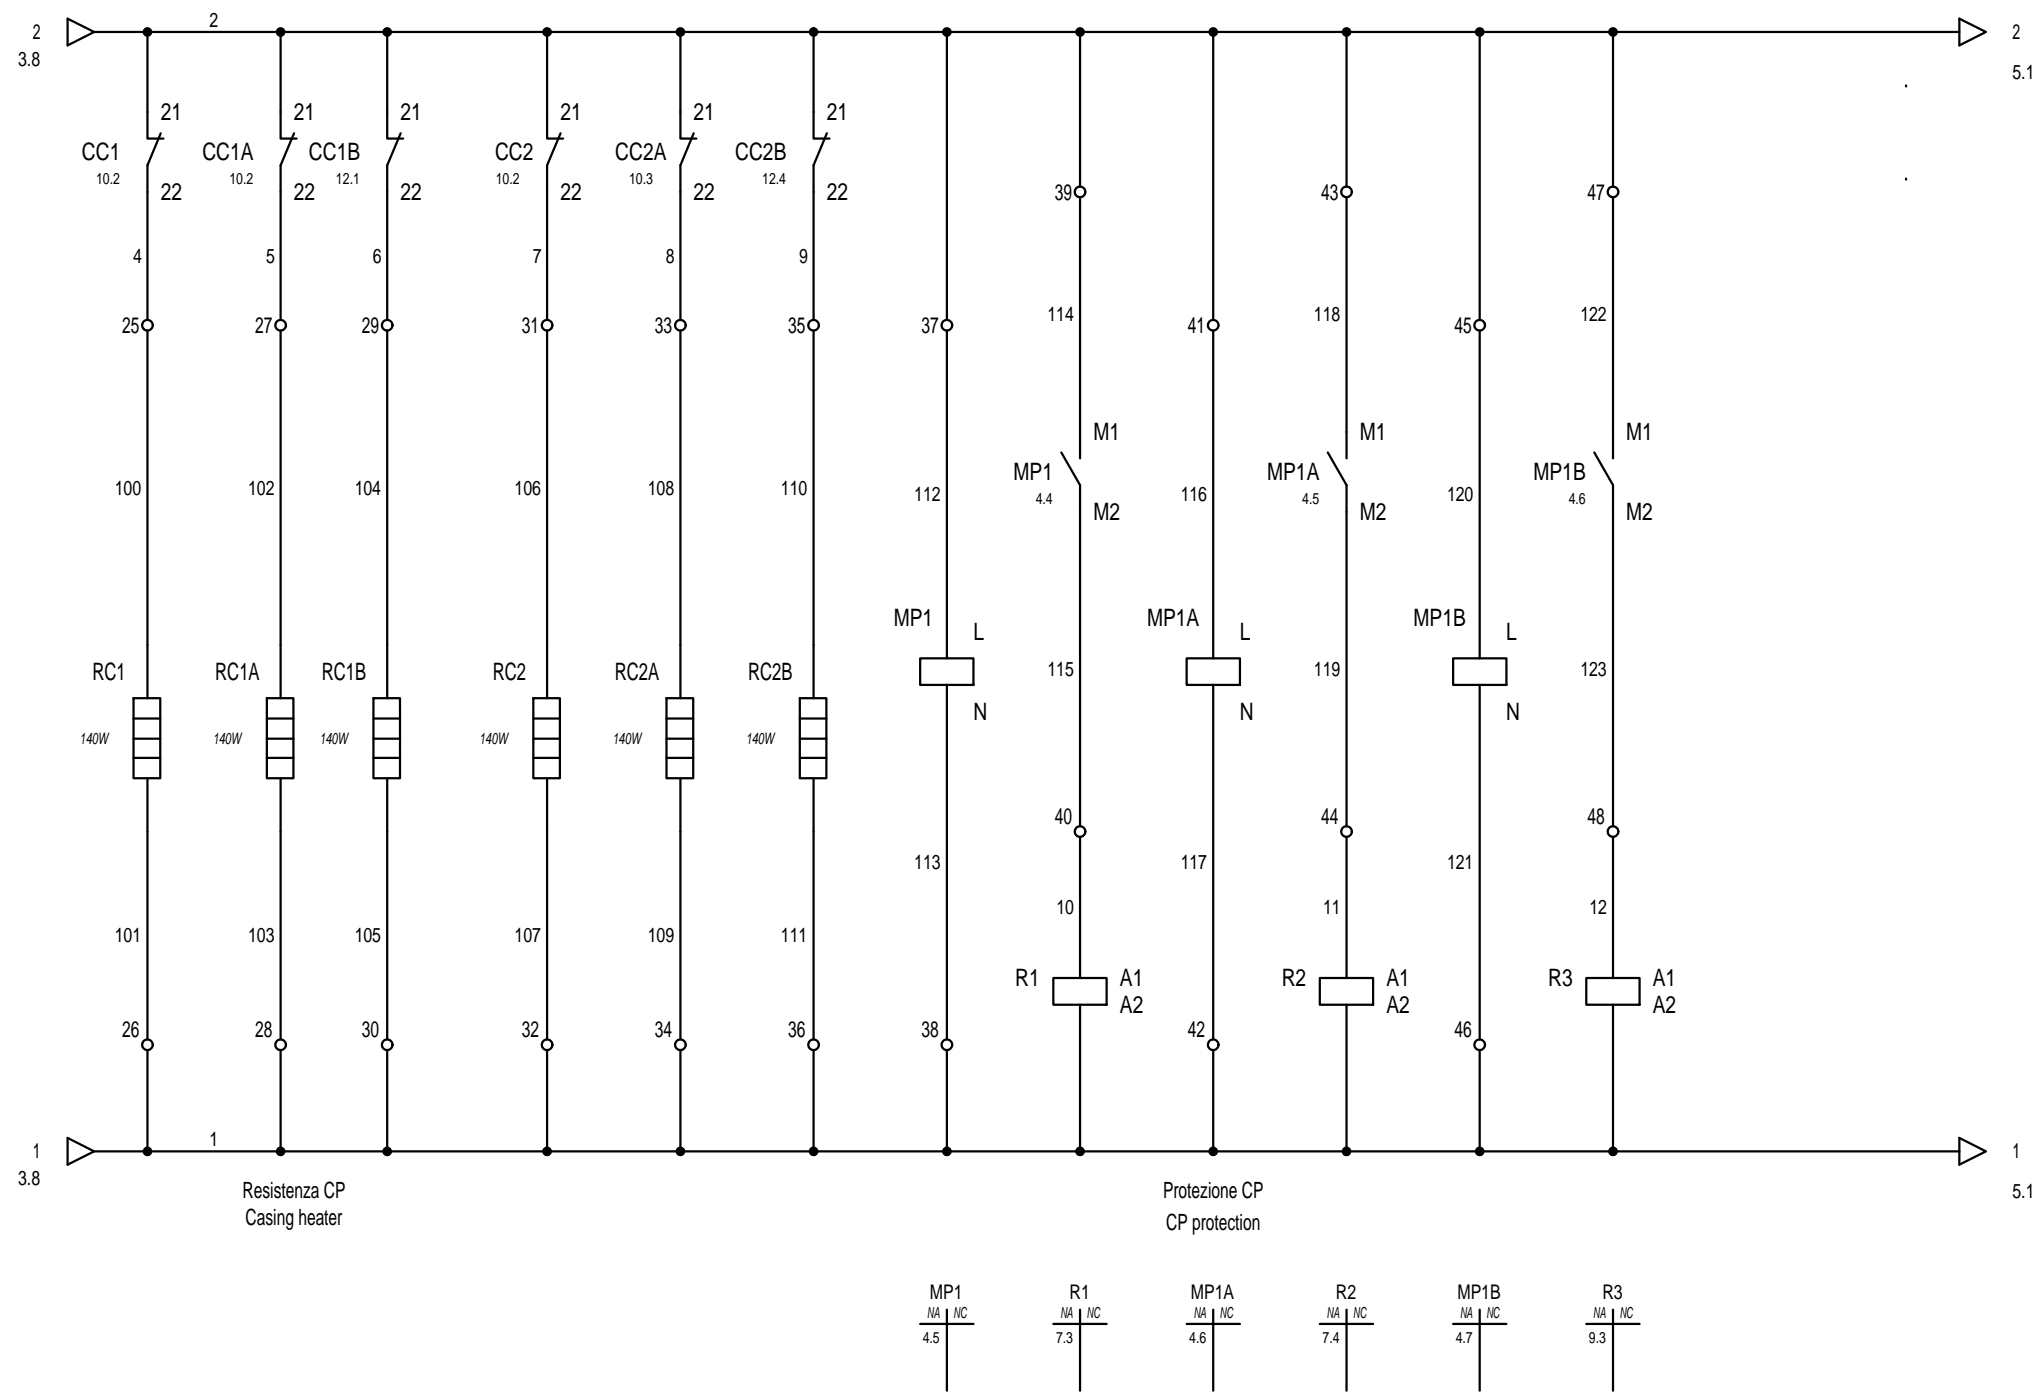 2 2 2
3.8 5.1
21 21 21 21 21 21
CC1 CC1A CC1B CC2 CC2A CC2B
10.2 10.2 12.1 10.2 10.3 12.4
22 22 22 22 22 22
39 43 47
4 5 6 7 8 9
114 118 122
25 27 29 31 33 35 37 41 45
M1 M1 M1
MP1 MP1A MP1B
4.4 4.5 4.6
100 102 104 106 108 110 112 116 120
M2 M2 M2
MP1 MP1A MP1B
L L L
RC1 RC1A RC1B RC2 RC2A RC2B 115 119 123
N N N
140W 140W 140W 140W 140W 140W
40 44 48
113 117 121
10 11 12
101 103 105 107 109 111
R1 A1 R2 A1 R3 A1
A2 A2 A2
26 28 30 32 34 36 38 42 46
1 1 1
3.8 5.1
Resistenza CP Protezione CP
Casing heater CP protection
MP1 R1 MP1A R2 MP1B R3
NA NC NA NC NA NC NA NC NA NC NA NC
4.5 7.3 4.6 7.4 4.7 9.3